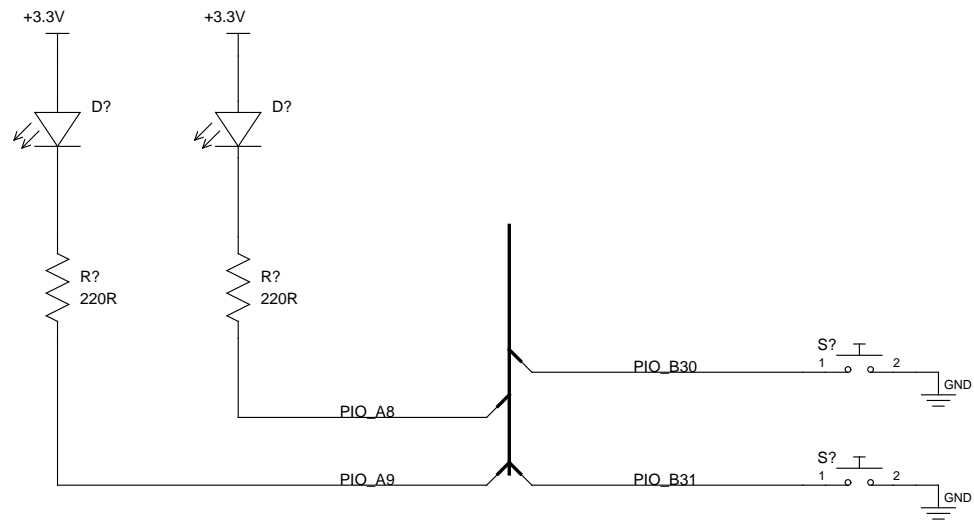 +3.3V
+3.3V
D?
D?
R?
220R
R?
220R
S?
1
2
PIO_B30
GND
PIO_A8
S?
1
2
PIO_A9
PIO_B31
GND